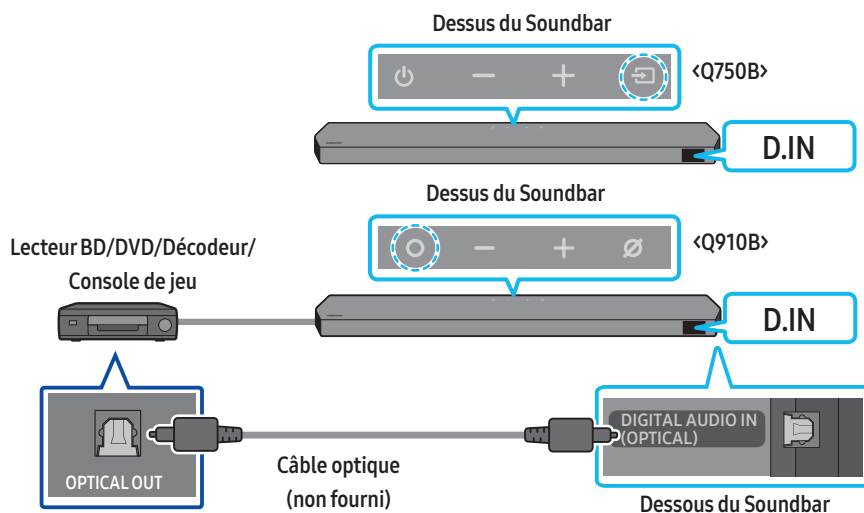 Dessus du Soundbar
<Q750B>
D.IN
Dessus du Soundbar
<Q910B>
Lecteur BD/DVD/Décodeur/
Console de jeu
D.IN
DIGITAL AUDIO IN
(OPTICAL)
OPTICAL OUT
Câble optique
(non fourni)
Dessous du Soundbar